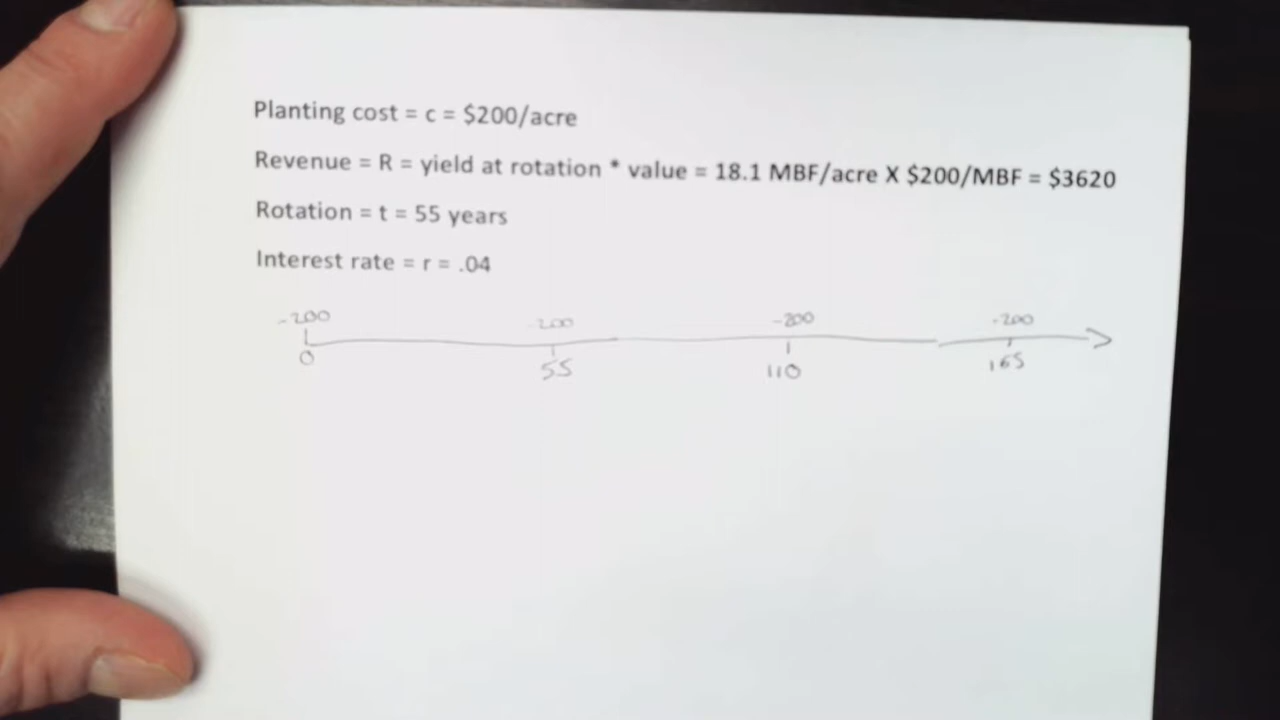 Planting cost = c = $200/acre
Revenue = R = yield at rotation * value = 18.1 MBF/acre X $200/MBF = $3620
Rotation = t = 55 years
Interest rate = r = .04
-200 -200 -200 -200
0 55 110 165